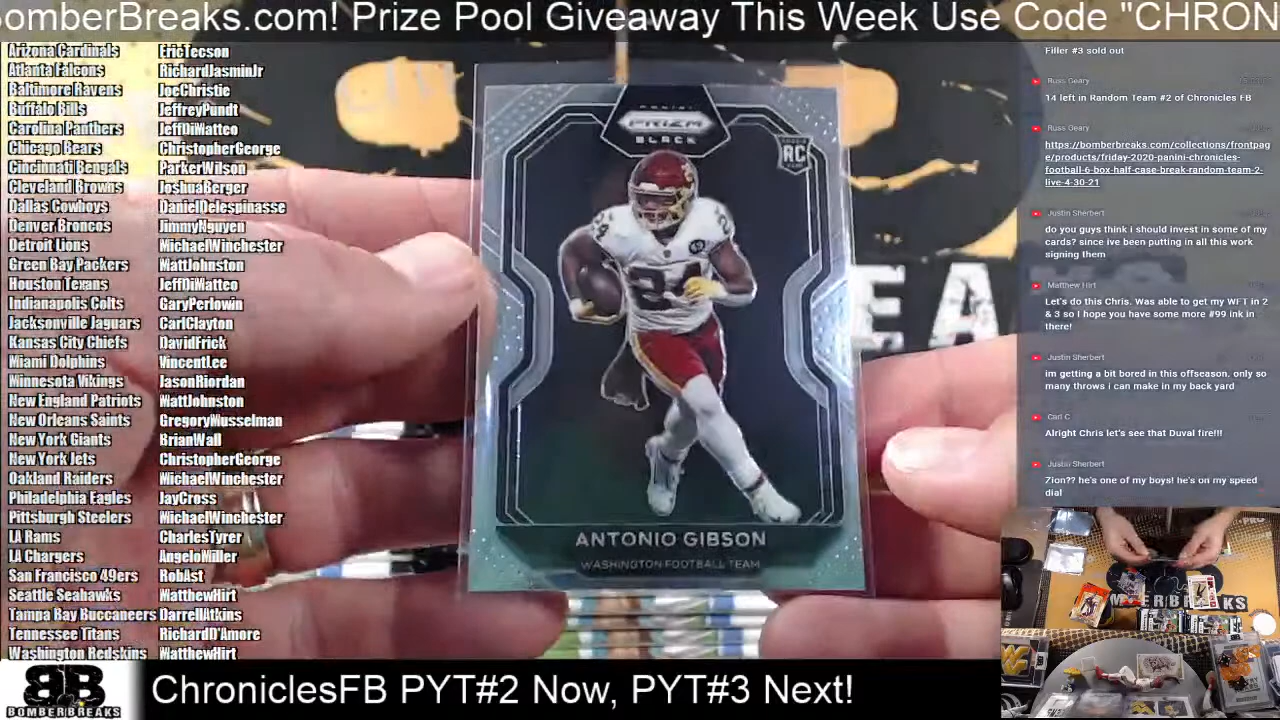 omberBreaks.com! Prize Pool Giveaway This Week Use Code "CHRON
Arizona Cardinals EricTecson
Atlanta Falcons RichardJasminJr
Baltimore Ravens JoeChristie
Buffalo Bills JeffreyPundt
Carolina Panthers JeffDiMatteo
Chicago Bears ChristopherGeorge
Cincinnati Bengals ParkerWilson
Cleveland Browns JoshuaBerger
Dallas Cowboys DanielDelespinasse
Denver Broncos JimmyNguyen
Detroit Lions MichaelWinchester
Green Bay Packers MattJohnston
Houston Texans JeffDiMatteo
Indianapolis Colts GaryPerlowin
Jacksonville Jaguars CarlClayton
Kansas City Chiefs DavidFrick
Miami Dolphins VincentLee
Minnesota Vikings JasonRiordan
New England Patriots MattJohnston
New Orleans Saints GregoryMusselman
New York Giants BrianWall
New York Jets ChristopherGeorge
Oakland Raiders MichaelWinchester
Philadelphia Eagles JayCross
Pittsburgh Steelers MichaelWinchester
LA Rams CharlesTyrer
LA Chargers AngeloMiller
San Francisco 49ers RobAst
Seattle Seahawks MatthewHirt
Tampa Bay Buccaneers DarrellAtkins
Tennessee Titans RichardD'Amore
Washington Redskins MatthewHirt
PANINI
PRIZM
BLACK
RC
24
ANTONIO GIBSON
WASHINGTON FOOTBALL TEAM
EA
Filler #3 sold out
Russ Geary
14 left in Random Team #2 of Chronicles FB
Russ Geary
https://bomberbreaks.com/collections/frontpag
e/products/friday-2020-panini-chronicles-
football-6-box-half-case-break-random-team-2-
live-4-30-21
Justin Sherbert
do you guys think i should invest in some of my
cards? since ive been putting in all this work
signing them
Matthew Hirt
Let's do this Chris. Was able to get my WFT in 2
& 3 so I hope you have some more #99 ink in
there!
Justin Sherbert
im getting a bit bored in this offseason. only so
many throws i can make in my back yard
Carl C
Alright Chris let's see that Duval fire!!!
Justin Sherbert
Zion?? he's one of my boys! he's on my speed
dial
BB
BOMBERBREAKS
ChroniclesFB PYT#2 Now, PYT#3 Next!